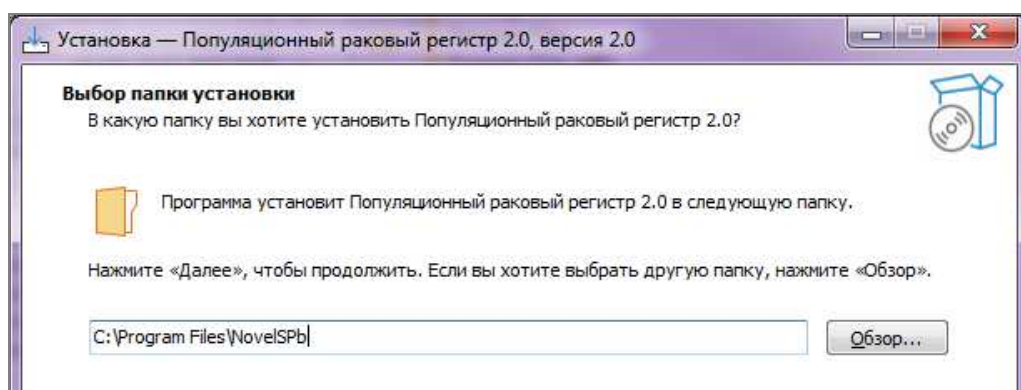 Установка — Популяционный раковый регистр 2.0, версия 2.0
Выбор папки установки
В какую папку вы хотите установить Популяционный раковый регистр 2.0?
Программа установит Популяционный раковый регистр 2.0 в следующую папку.
Нажмите «Далее», чтобы продолжить. Если вы хотите выбрать другую папку, нажмите «Обзор».
C:\Program Files\NovelSPb
Обзор...